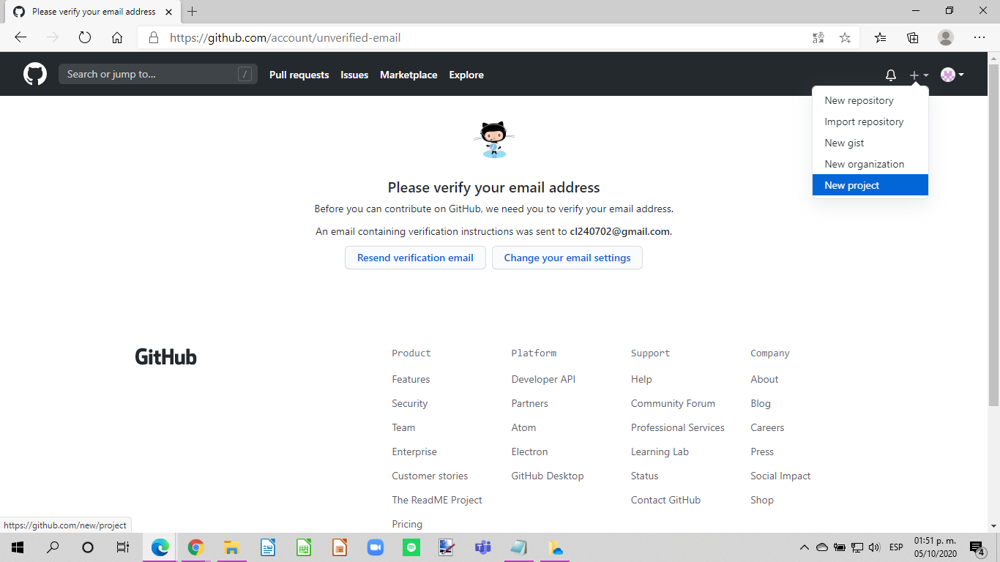 Please verify your email address
https://github.com/account/unverified-email
Search or jump to... / Pull requests Issues Marketplace Explore
New repository
Import repository
New gist
New organization
New project
Please verify your email address
Before you can contribute on GitHub, we need you to verify your email address.
An email containing verification instructions was sent to cl240702@gmail.com.
Resend verification email Change your email settings
GitHub
Product Platform Support Company
Features Developer API Help About
Security Partners Community Forum Blog
Team Atom Professional Services Careers
Enterprise Electron Learning Lab Press
Customer stories GitHub Desktop Status Social Impact
The ReadME Project Contact GitHub Shop
Pricing
https://github.com/new/project
ESP
01:51 p. m.
05/10/2020
4